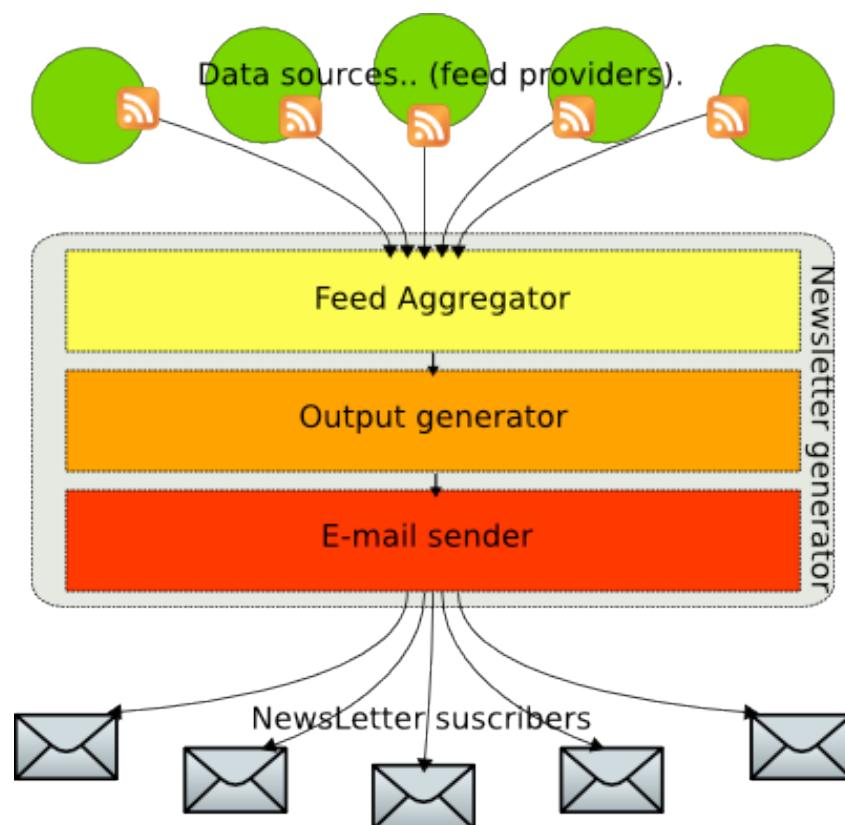 Data sources.. (feed providers).
Feed Aggregator
Output generator
E-mail sender
Newsletter generator
NewsLetter suscribers